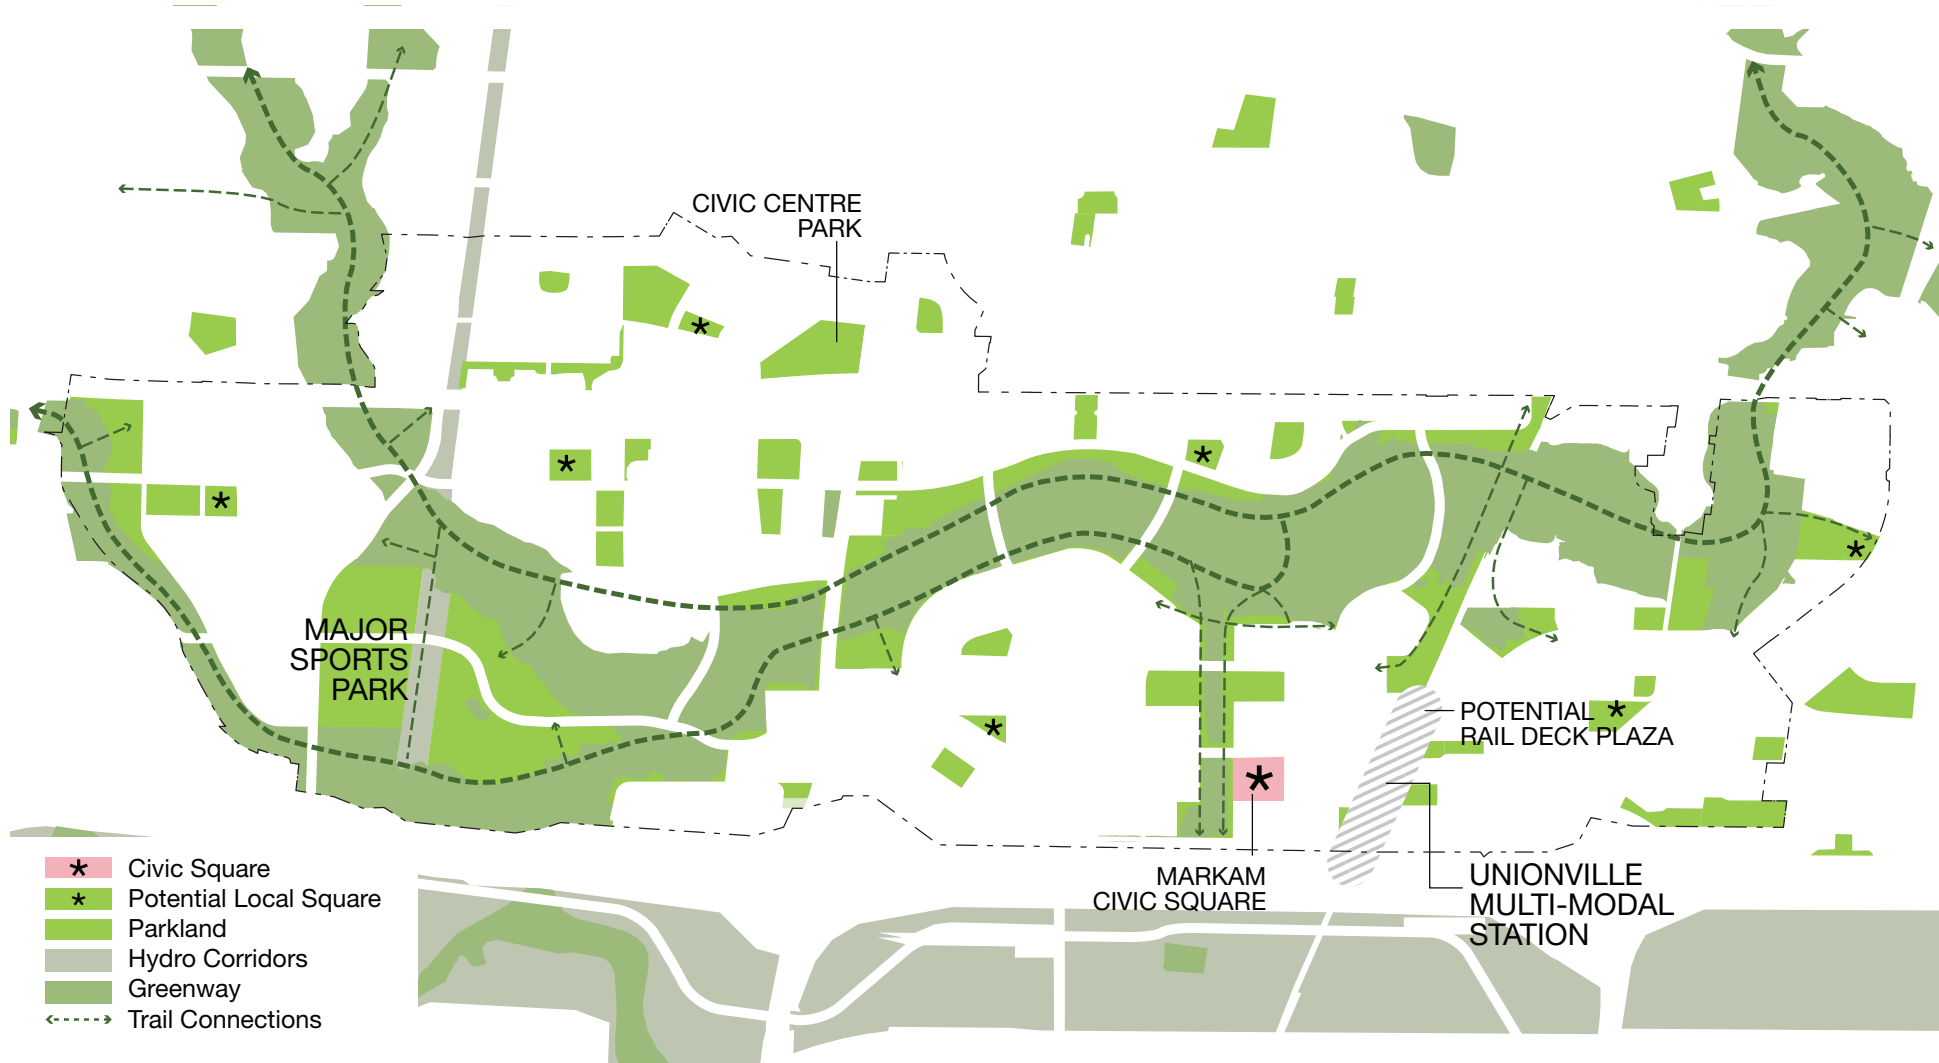 CIVIC CENTRE
PARK
MAJOR
SPORTS
PARK
POTENTIAL
RAIL DECK PLAZA
MARKAM
CIVIC SQUARE
UNIONVILLE
MULTI-MODAL
STATION
Civic Square
Potential Local Square
Parkland
Hydro Corridors
Greenway
Trail Connections